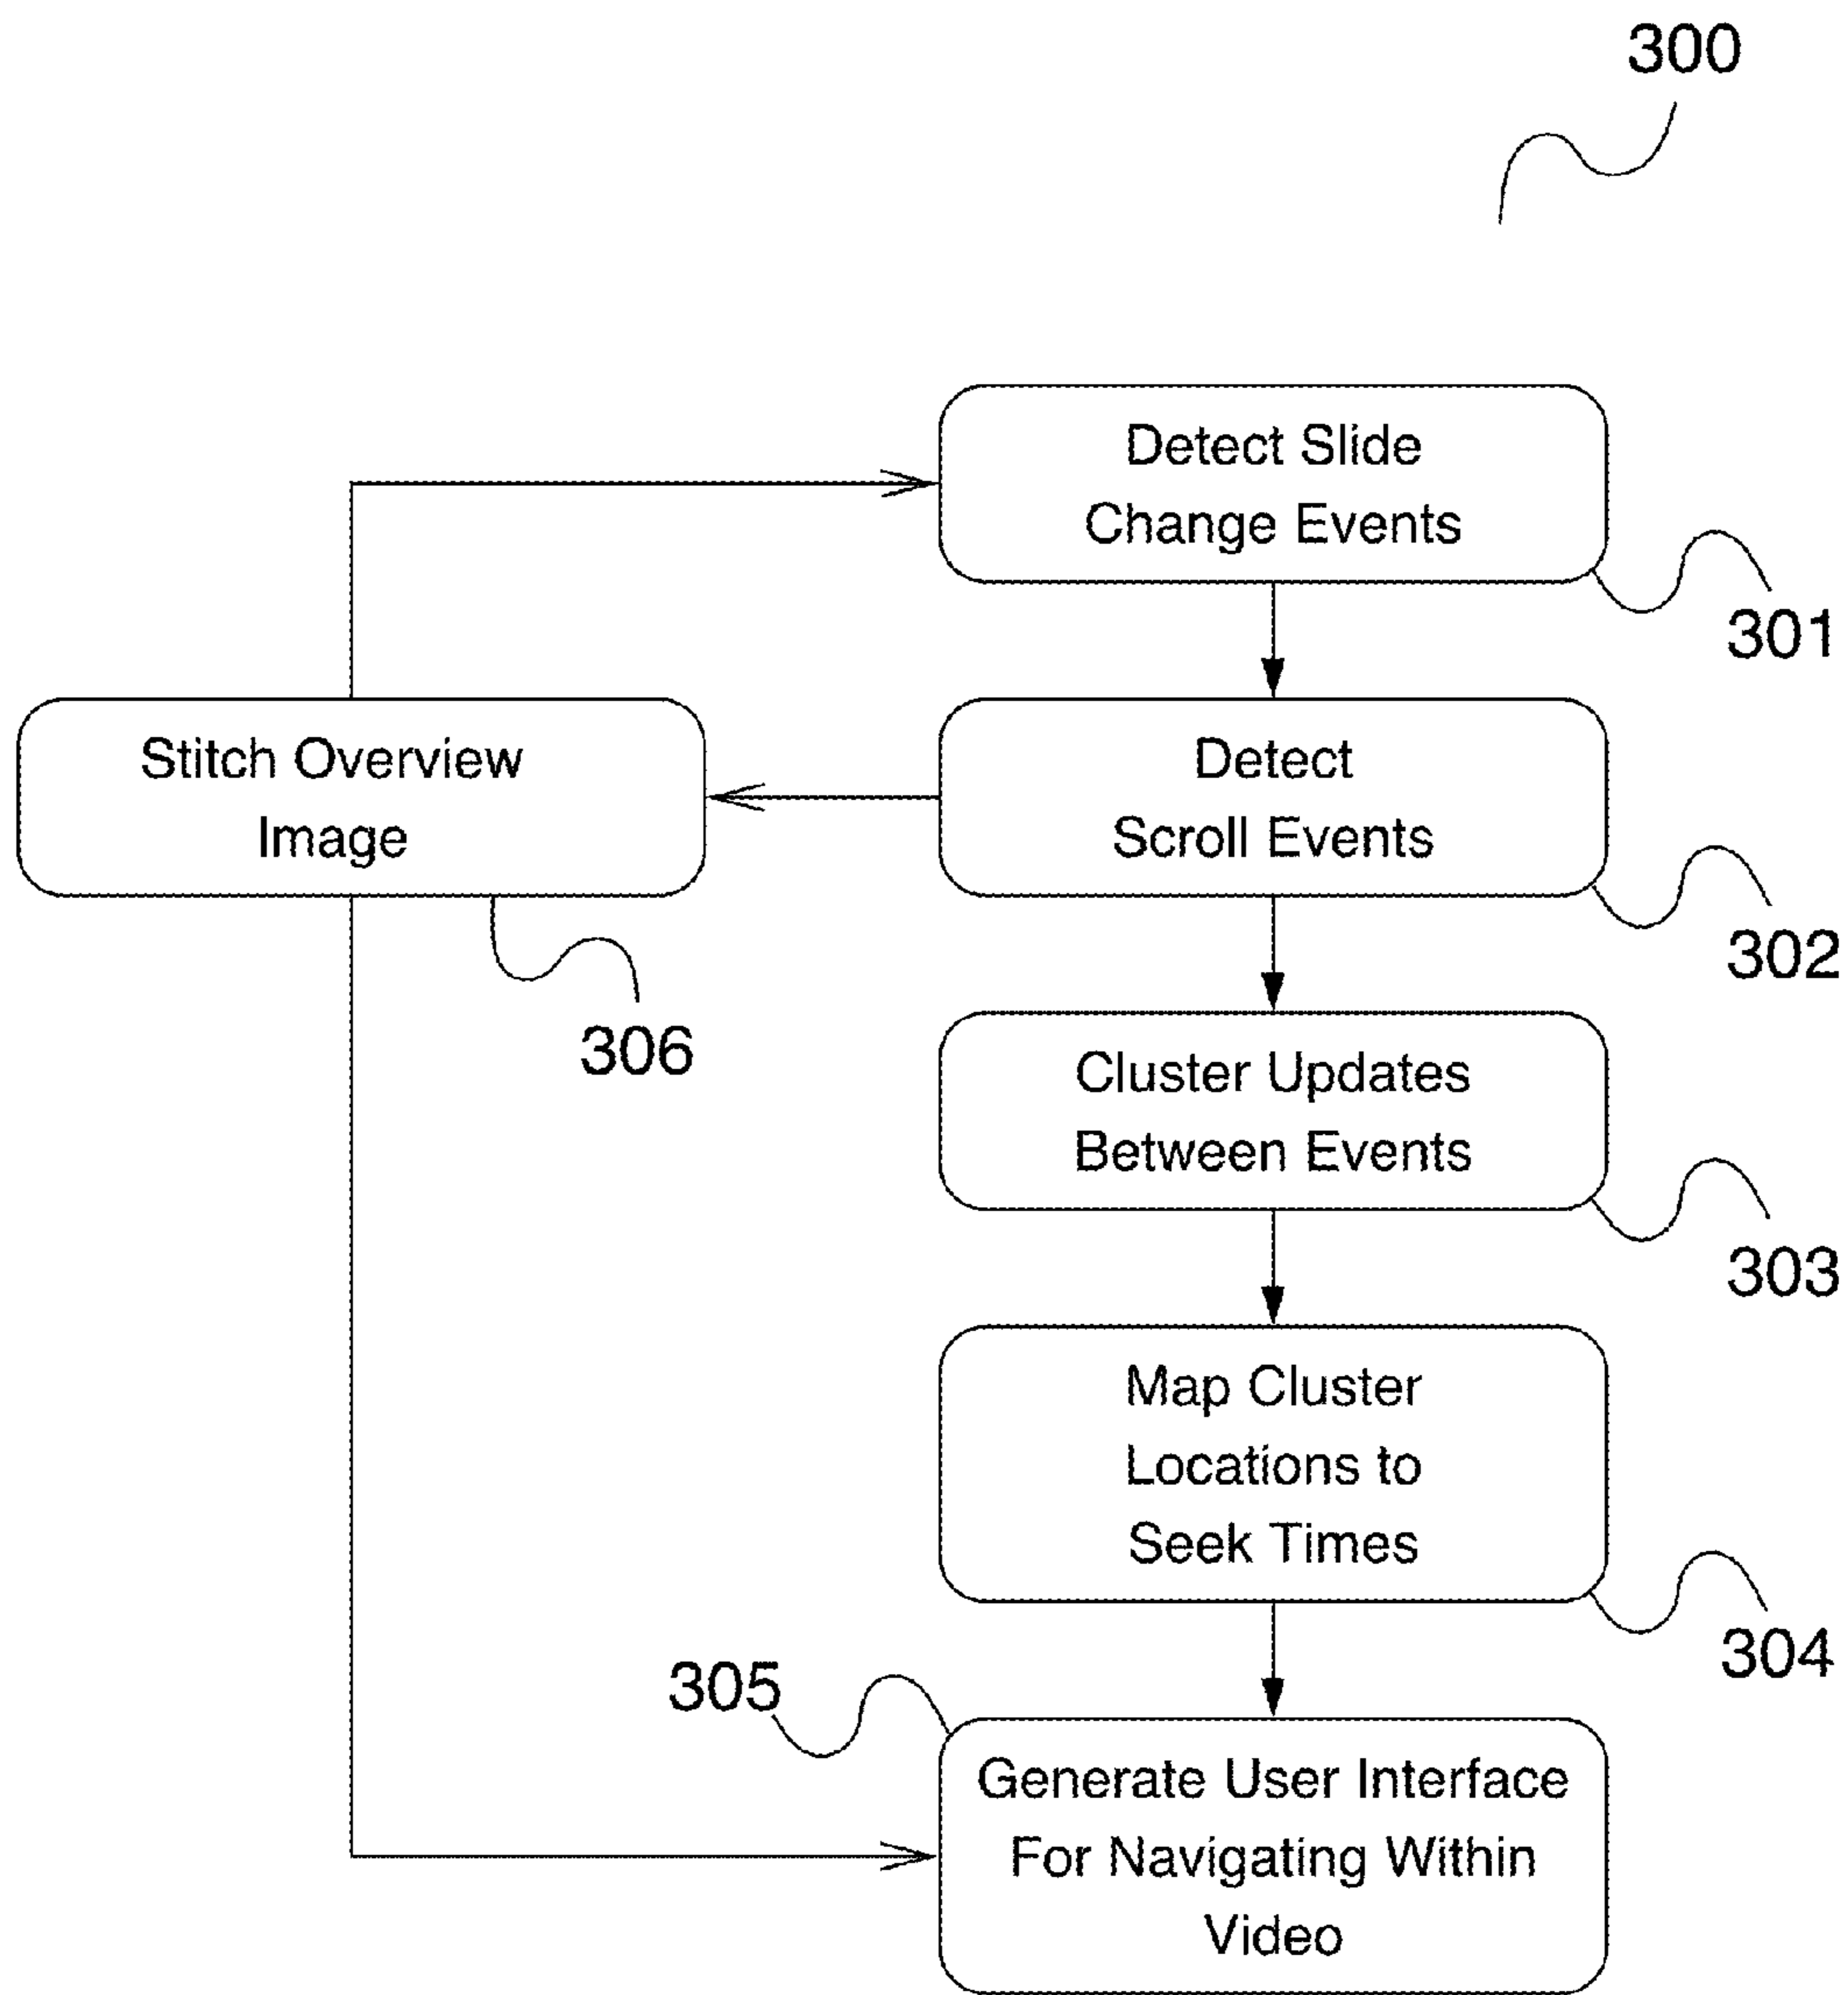 300
Detect Slide
Change Events
301
Stitch Overview
Image
306
Detect
Scroll Events
302
Cluster Updates
Between Events
303
Map Cluster
Locations to
Seek Times
304
305
Generate User Interface
For Navigating Within
Video